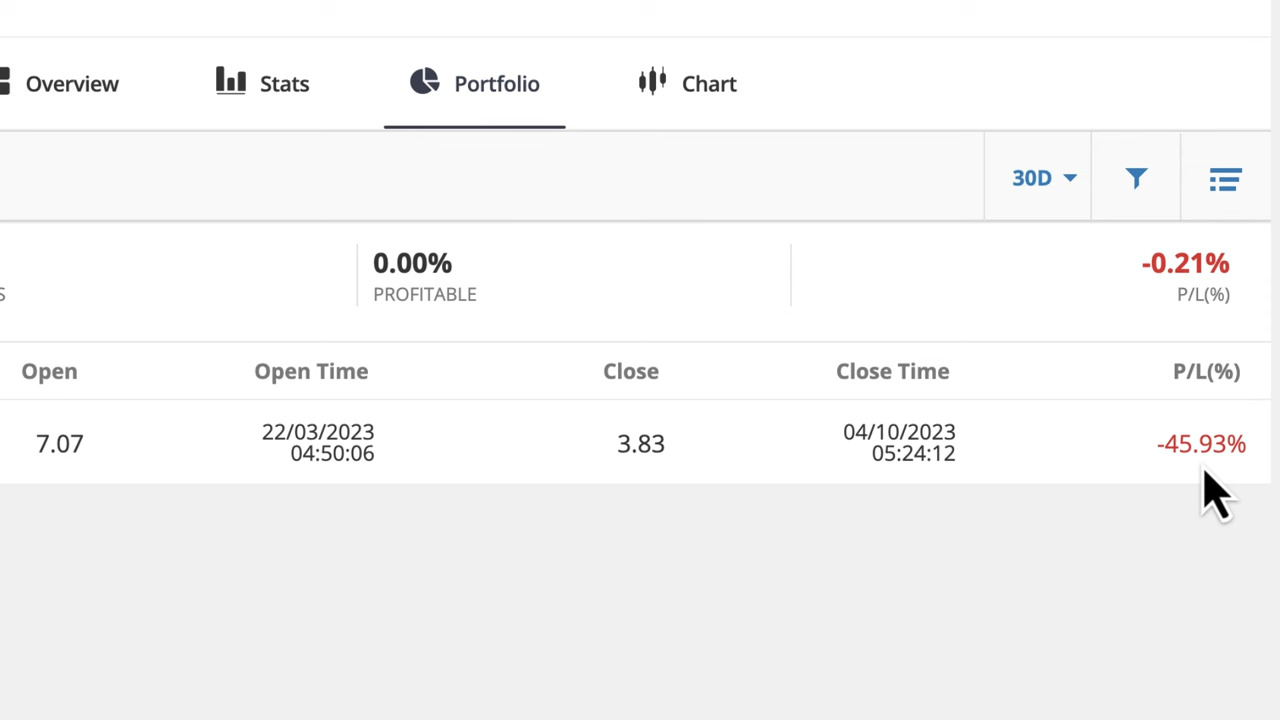 Overview Stats Portfolio Chart
30D
0.00% -0.21%
S PROFITABLE P/L(%)
Open Open Time Close Close Time P/L(%)
7.07 22/03/2023 04:50:06 3.83 04/10/2023 05:24:12 -45.93%